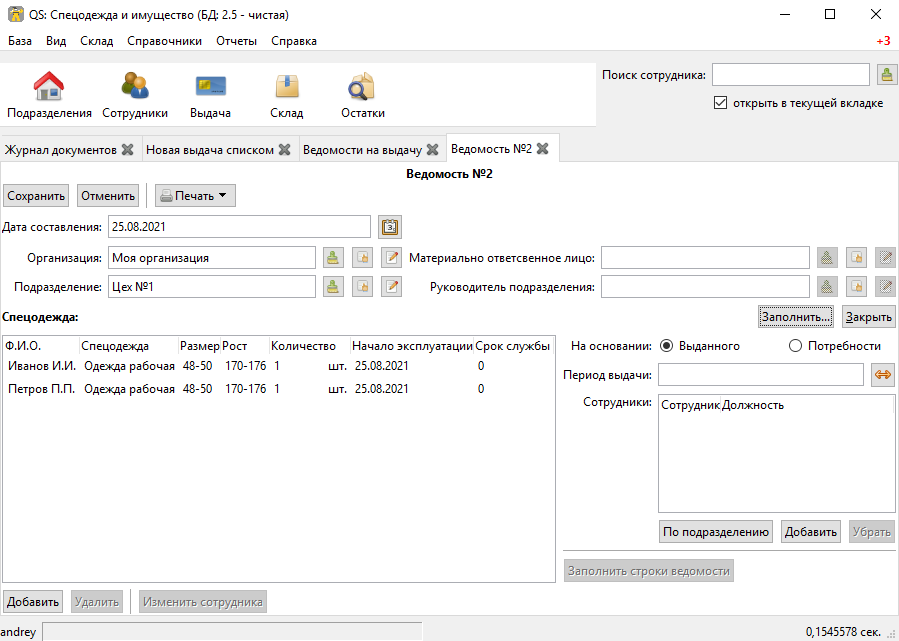 QS: Спецодежда и имущество (БД: 2.5 - чистая)
База Вид Склад Справочники Отчеты Справка +3
Поиск сотрудника:
открыть в текущей вкладке
Подразделения Сотрудники Выдача Склад Остатки
Журнал документов Новая выдача списком Ведомости на выдачу Ведомость №2
Ведомость №2
Сохранить Отменить Печать
Дата составления: 25.08.2021
Организация: Моя организация Материально ответсвенное лицо:
Подразделение: Цех №1 Руководитель подразделения:
Спецодежда: Заполнить... Закрыть
Ф.И.О. Спецодежда Размер Рост Количество Начало эксплуатации Срок службы
Иванов И.И. Одежда рабочая 48-50 170-176 1 шт. 25.08.2021 0
Петров П.П. Одежда рабочая 48-50 170-176 1 шт. 25.08.2021 0
На основании: Выданного Потребности
Период выдачи:
Сотрудники: Сотрудник Должность
По подразделению Добавить Убрать
Заполнить строки ведомости
Добавить Удалить Изменить сотрудника
andrey 0,1545578 сек.